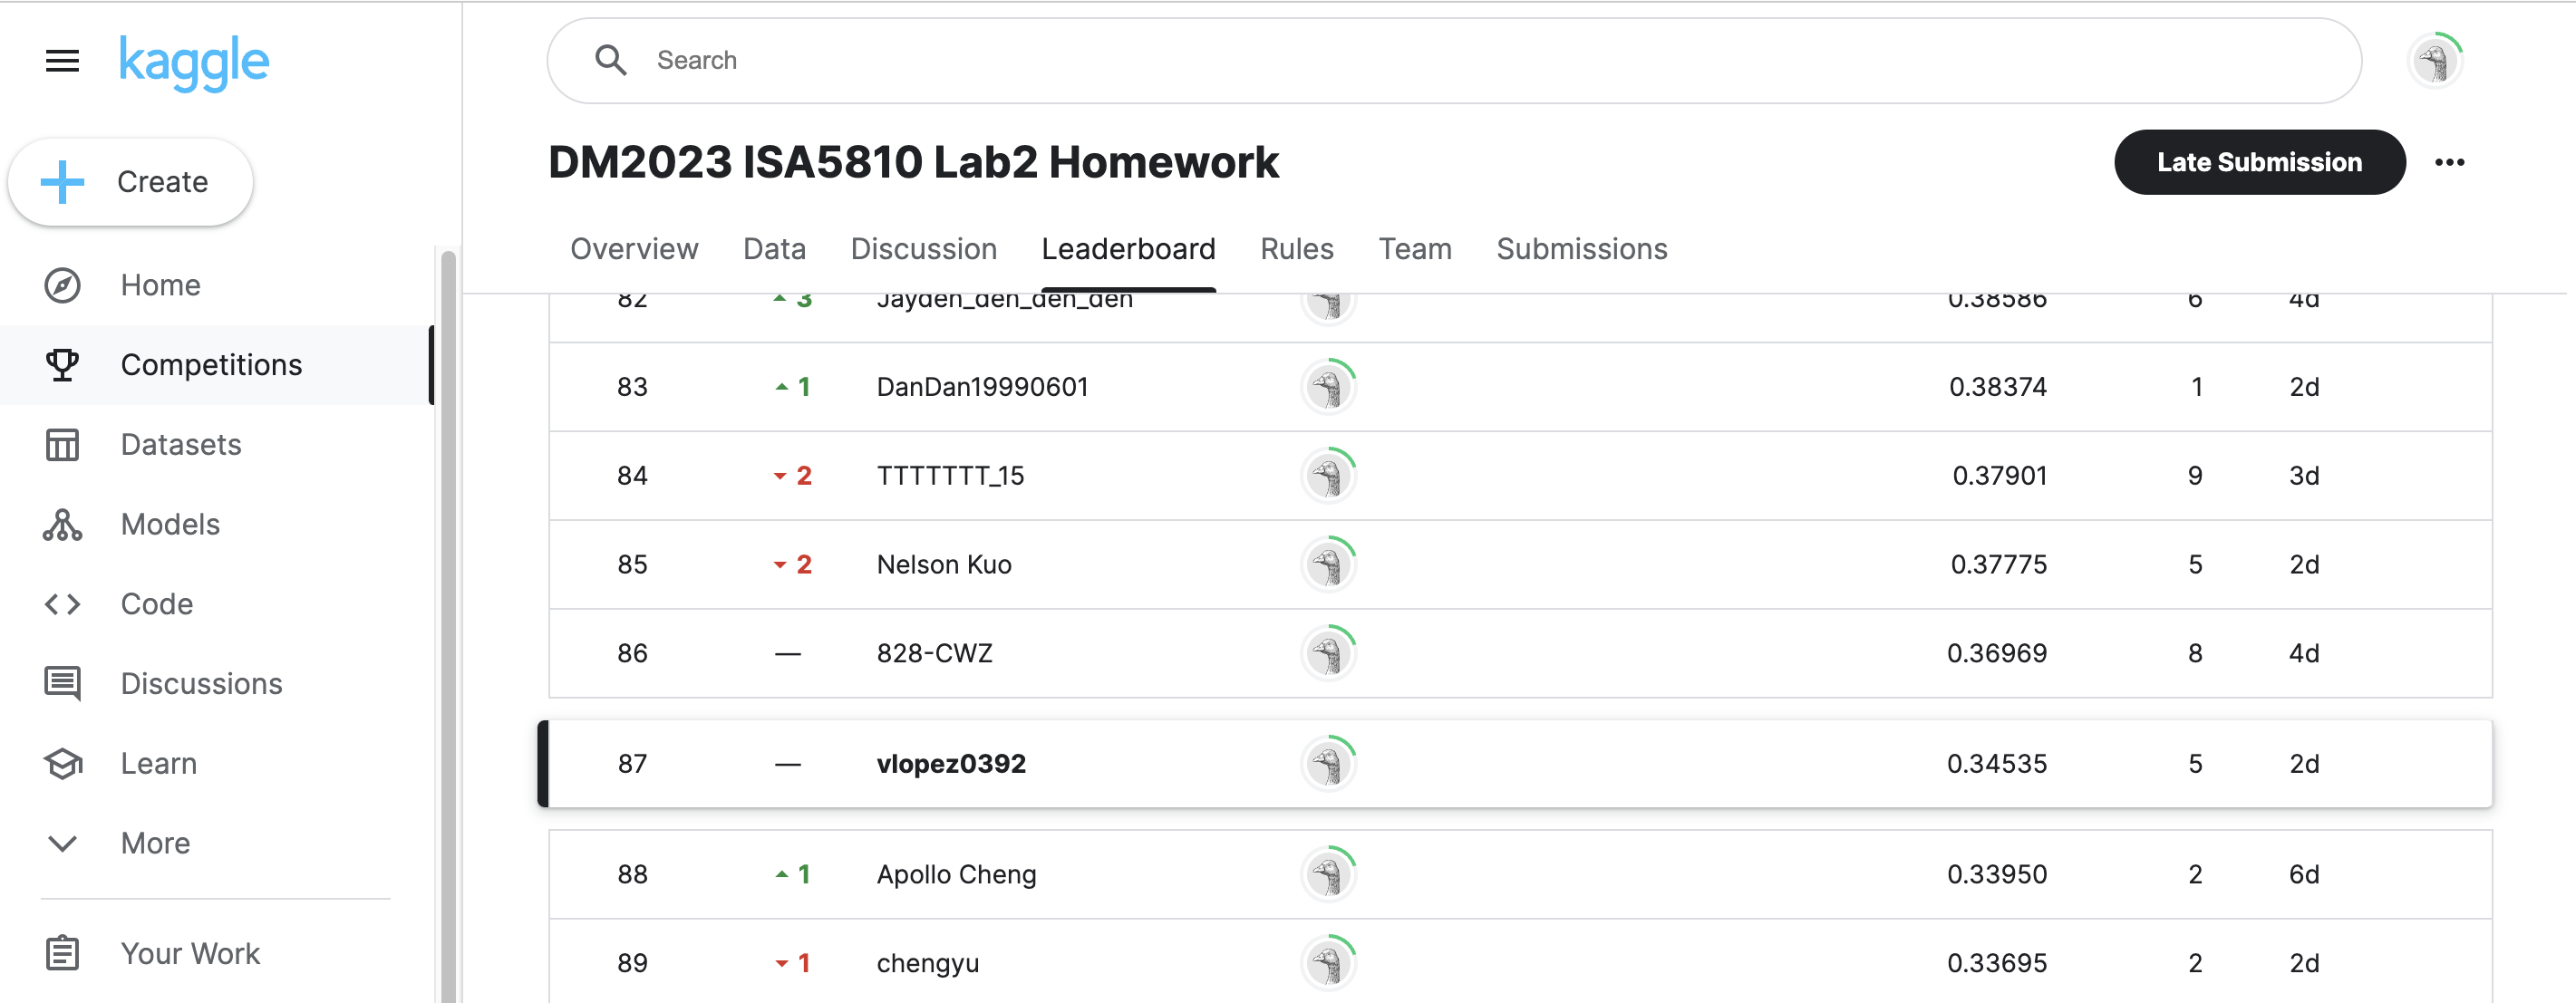 kaggle
Search
Create
DM2023 ISA5810 Lab2 Homework
Late Submission
Overview Data Discussion Leaderboard Rules Team Submissions
Home
Competitions
Datasets
Models
Code
Discussions
Learn
More
Your Work
82 3 Jayden_den_den_den 0.38586 6 4d
83 1 DanDan19990601 0.38374 1 2d
84 2 TTTTTTT_15 0.37901 9 3d
85 2 Nelson Kuo 0.37775 5 2d
86 — 828-CWZ 0.36969 8 4d
87 — vlopez0392 0.34535 5 2d
88 1 Apollo Cheng 0.33950 2 6d
89 1 chengyu 0.33695 2 2d